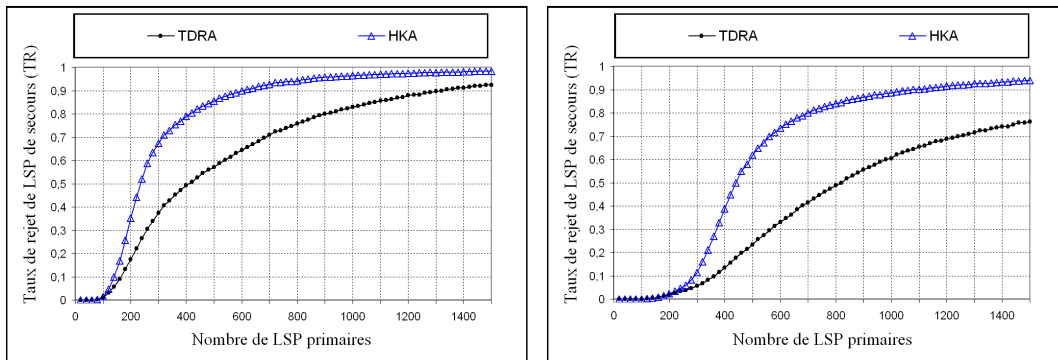 TDRA HKA
Taux de rejet de LSP de secours (TR)
1
0,9
0,8
0,7
0,6
0,5
0,4
0,3
0,2
0,1
0
0 200 400 600 800 1000 1200 1400
Nombre de LSP primaires
TDRA HKA
Taux de rejet de LSP de secours (TR)
1
0,9
0,8
0,7
0,6
0,5
0,4
0,3
0,2
0,1
0
0 200 400 600 800 1000 1200 1400
Nombre de LSP primaires